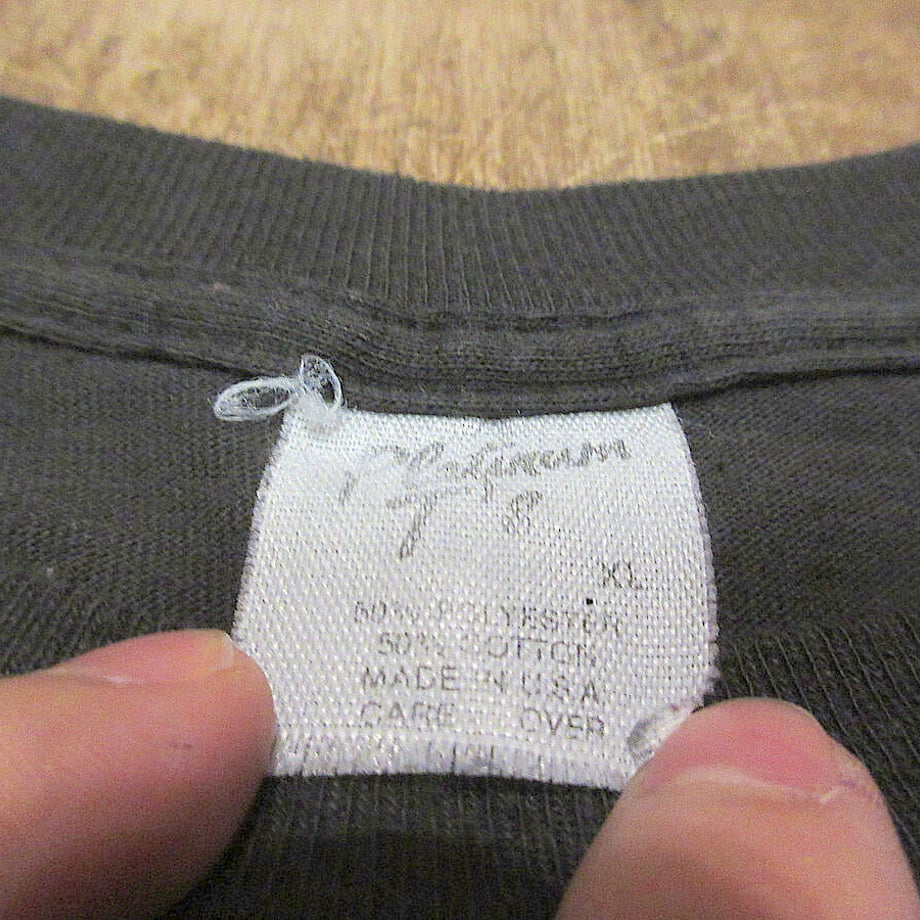 Platinum
T's
XL
50% POLYESTER
50% COTTON
MADE IN U.S.A.
CARE OVER